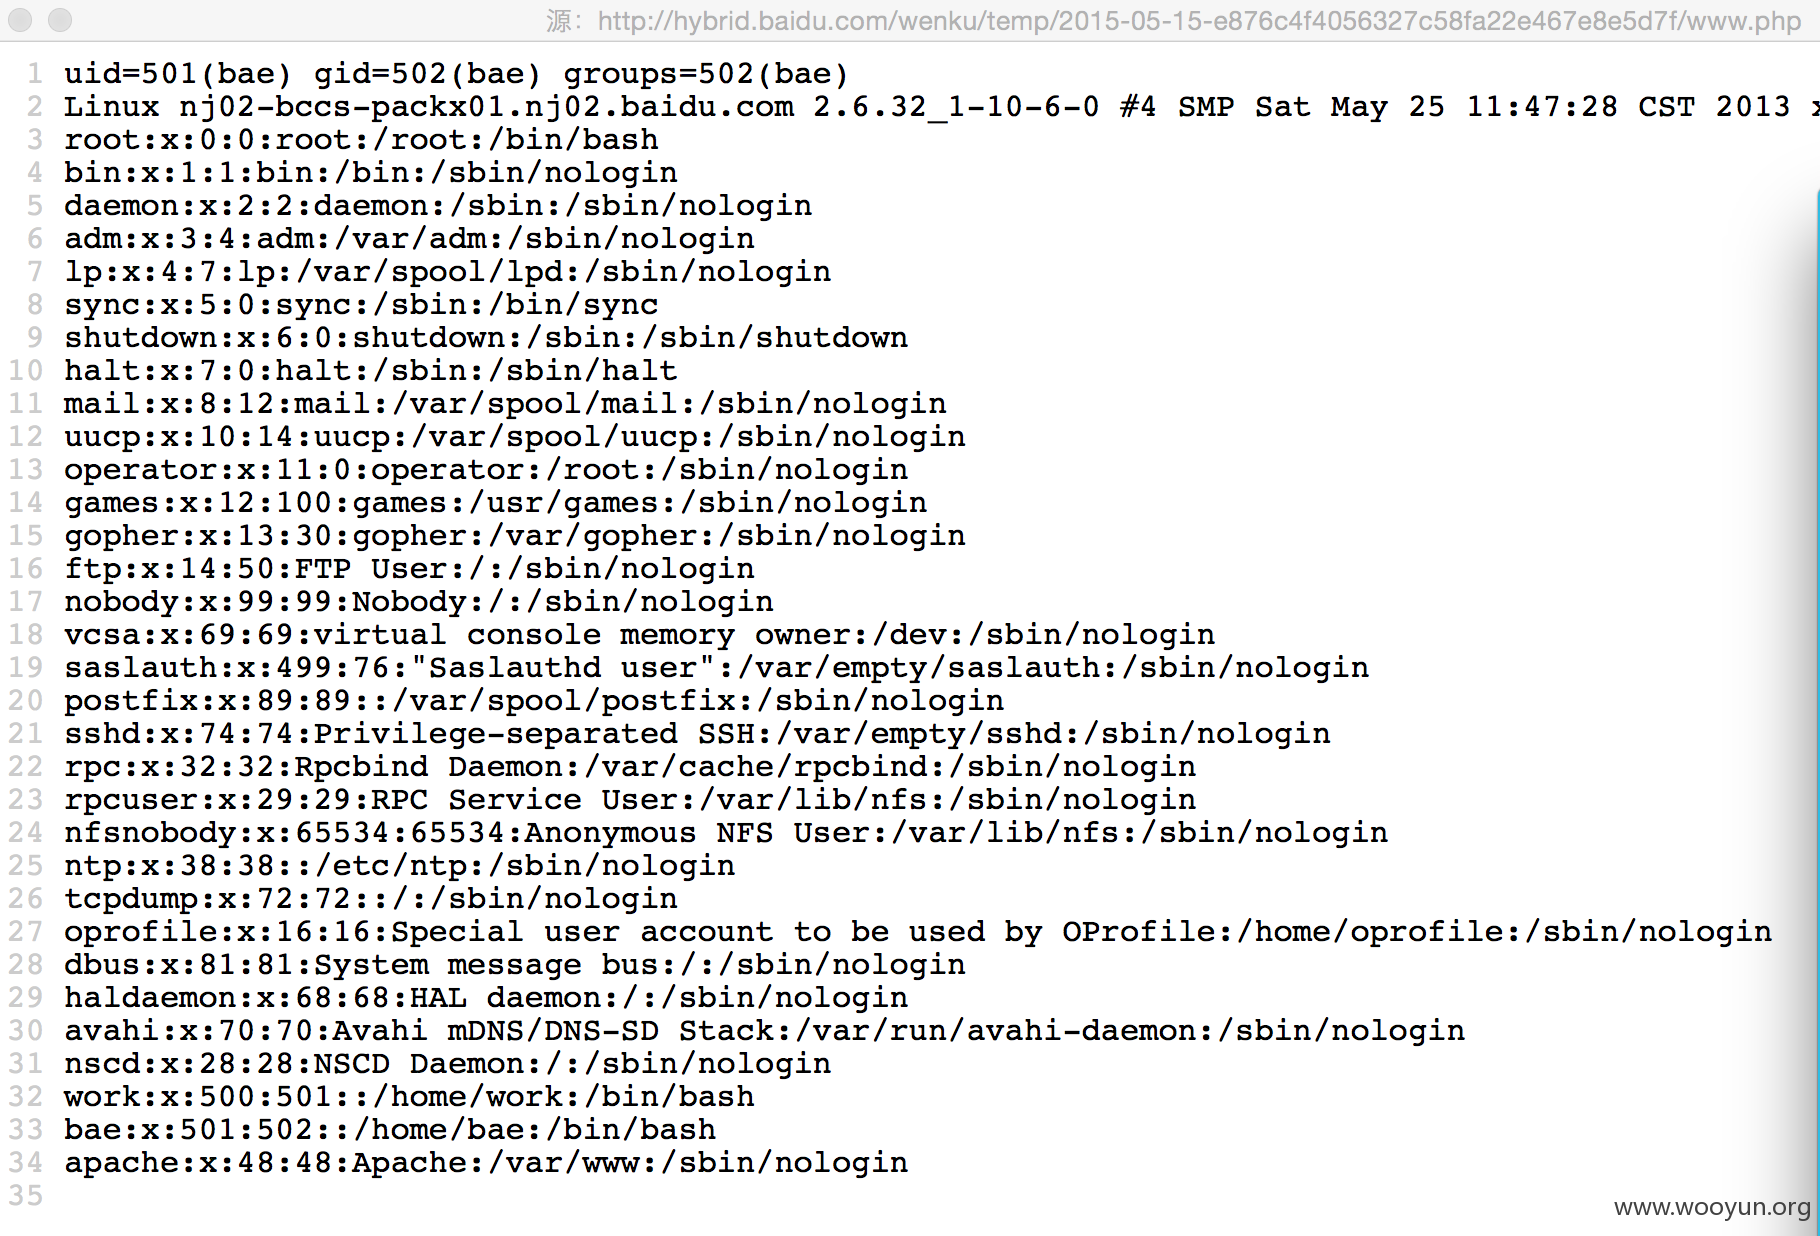 源: http://hybrid.baidu.com/wenku/temp/2015-05-15-e876c4f4056327c58fa22e467e8e5d7f/www.php
1 uid=501(bae) gid=502(bae) groups=502(bae)
2 Linux nj02-bccs-packx01.nj02.baidu.com 2.6.32_1-10-6-0 #4 SMP Sat May 25 11:47:28 CST 2013 x
3 root:x:0:0:root:/root:/bin/bash
4 bin:x:1:1:bin:/bin:/sbin/nologin
5 daemon:x:2:2:daemon:/sbin:/sbin/nologin
6 adm:x:3:4:adm:/var/adm:/sbin/nologin
7 lp:x:4:7:lp:/var/spool/lpd:/sbin/nologin
8 sync:x:5:0:sync:/sbin:/bin/sync
9 shutdown:x:6:0:shutdown:/sbin:/sbin/shutdown
10 halt:x:7:0:halt:/sbin:/sbin/halt
11 mail:x:8:12:mail:/var/spool/mail:/sbin/nologin
12 uucp:x:10:14:uucp:/var/spool/uucp:/sbin/nologin
13 operator:x:11:0:operator:/root:/sbin/nologin
14 games:x:12:100:games:/usr/games:/sbin/nologin
15 gopher:x:13:30:gopher:/var/gopher:/sbin/nologin
16 ftp:x:14:50:FTP User:/:/sbin/nologin
17 nobody:x:99:99:Nobody:/:/sbin/nologin
18 vcsa:x:69:69:virtual console memory owner:/dev:/sbin/nologin
19 saslauth:x:499:76:"Saslauthd user":/var/empty/saslauth:/sbin/nologin
20 postfix:x:89:89::/var/spool/postfix:/sbin/nologin
21 sshd:x:74:74:Privilege-separated SSH:/var/empty/sshd:/sbin/nologin
22 rpc:x:32:32:Rpcbind Daemon:/var/cache/rpcbind:/sbin/nologin
23 rpcuser:x:29:29:RPC Service User:/var/lib/nfs:/sbin/nologin
24 nfsnobody:x:65534:65534:Anonymous NFS User:/var/lib/nfs:/sbin/nologin
25 ntp:x:38:38::/etc/ntp:/sbin/nologin
26 tcpdump:x:72:72::/:/sbin/nologin
27 oprofile:x:16:16:Special user account to be used by OProfile:/home/oprofile:/sbin/nologin
28 dbus:x:81:81:System message bus:/:/sbin/nologin
29 haldaemon:x:68:68:HAL daemon:/:/sbin/nologin
30 avahi:x:70:70:Avahi mDNS/DNS-SD Stack:/var/run/avahi-daemon:/sbin/nologin
31 nscd:x:28:28:NSCD Daemon:/:/sbin/nologin
32 work:x:500:501::/home/work:/bin/bash
33 bae:x:501:502::/home/bae:/bin/bash
34 apache:x:48:48:Apache:/var/www:/sbin/nologin
35
www.wooyun.org